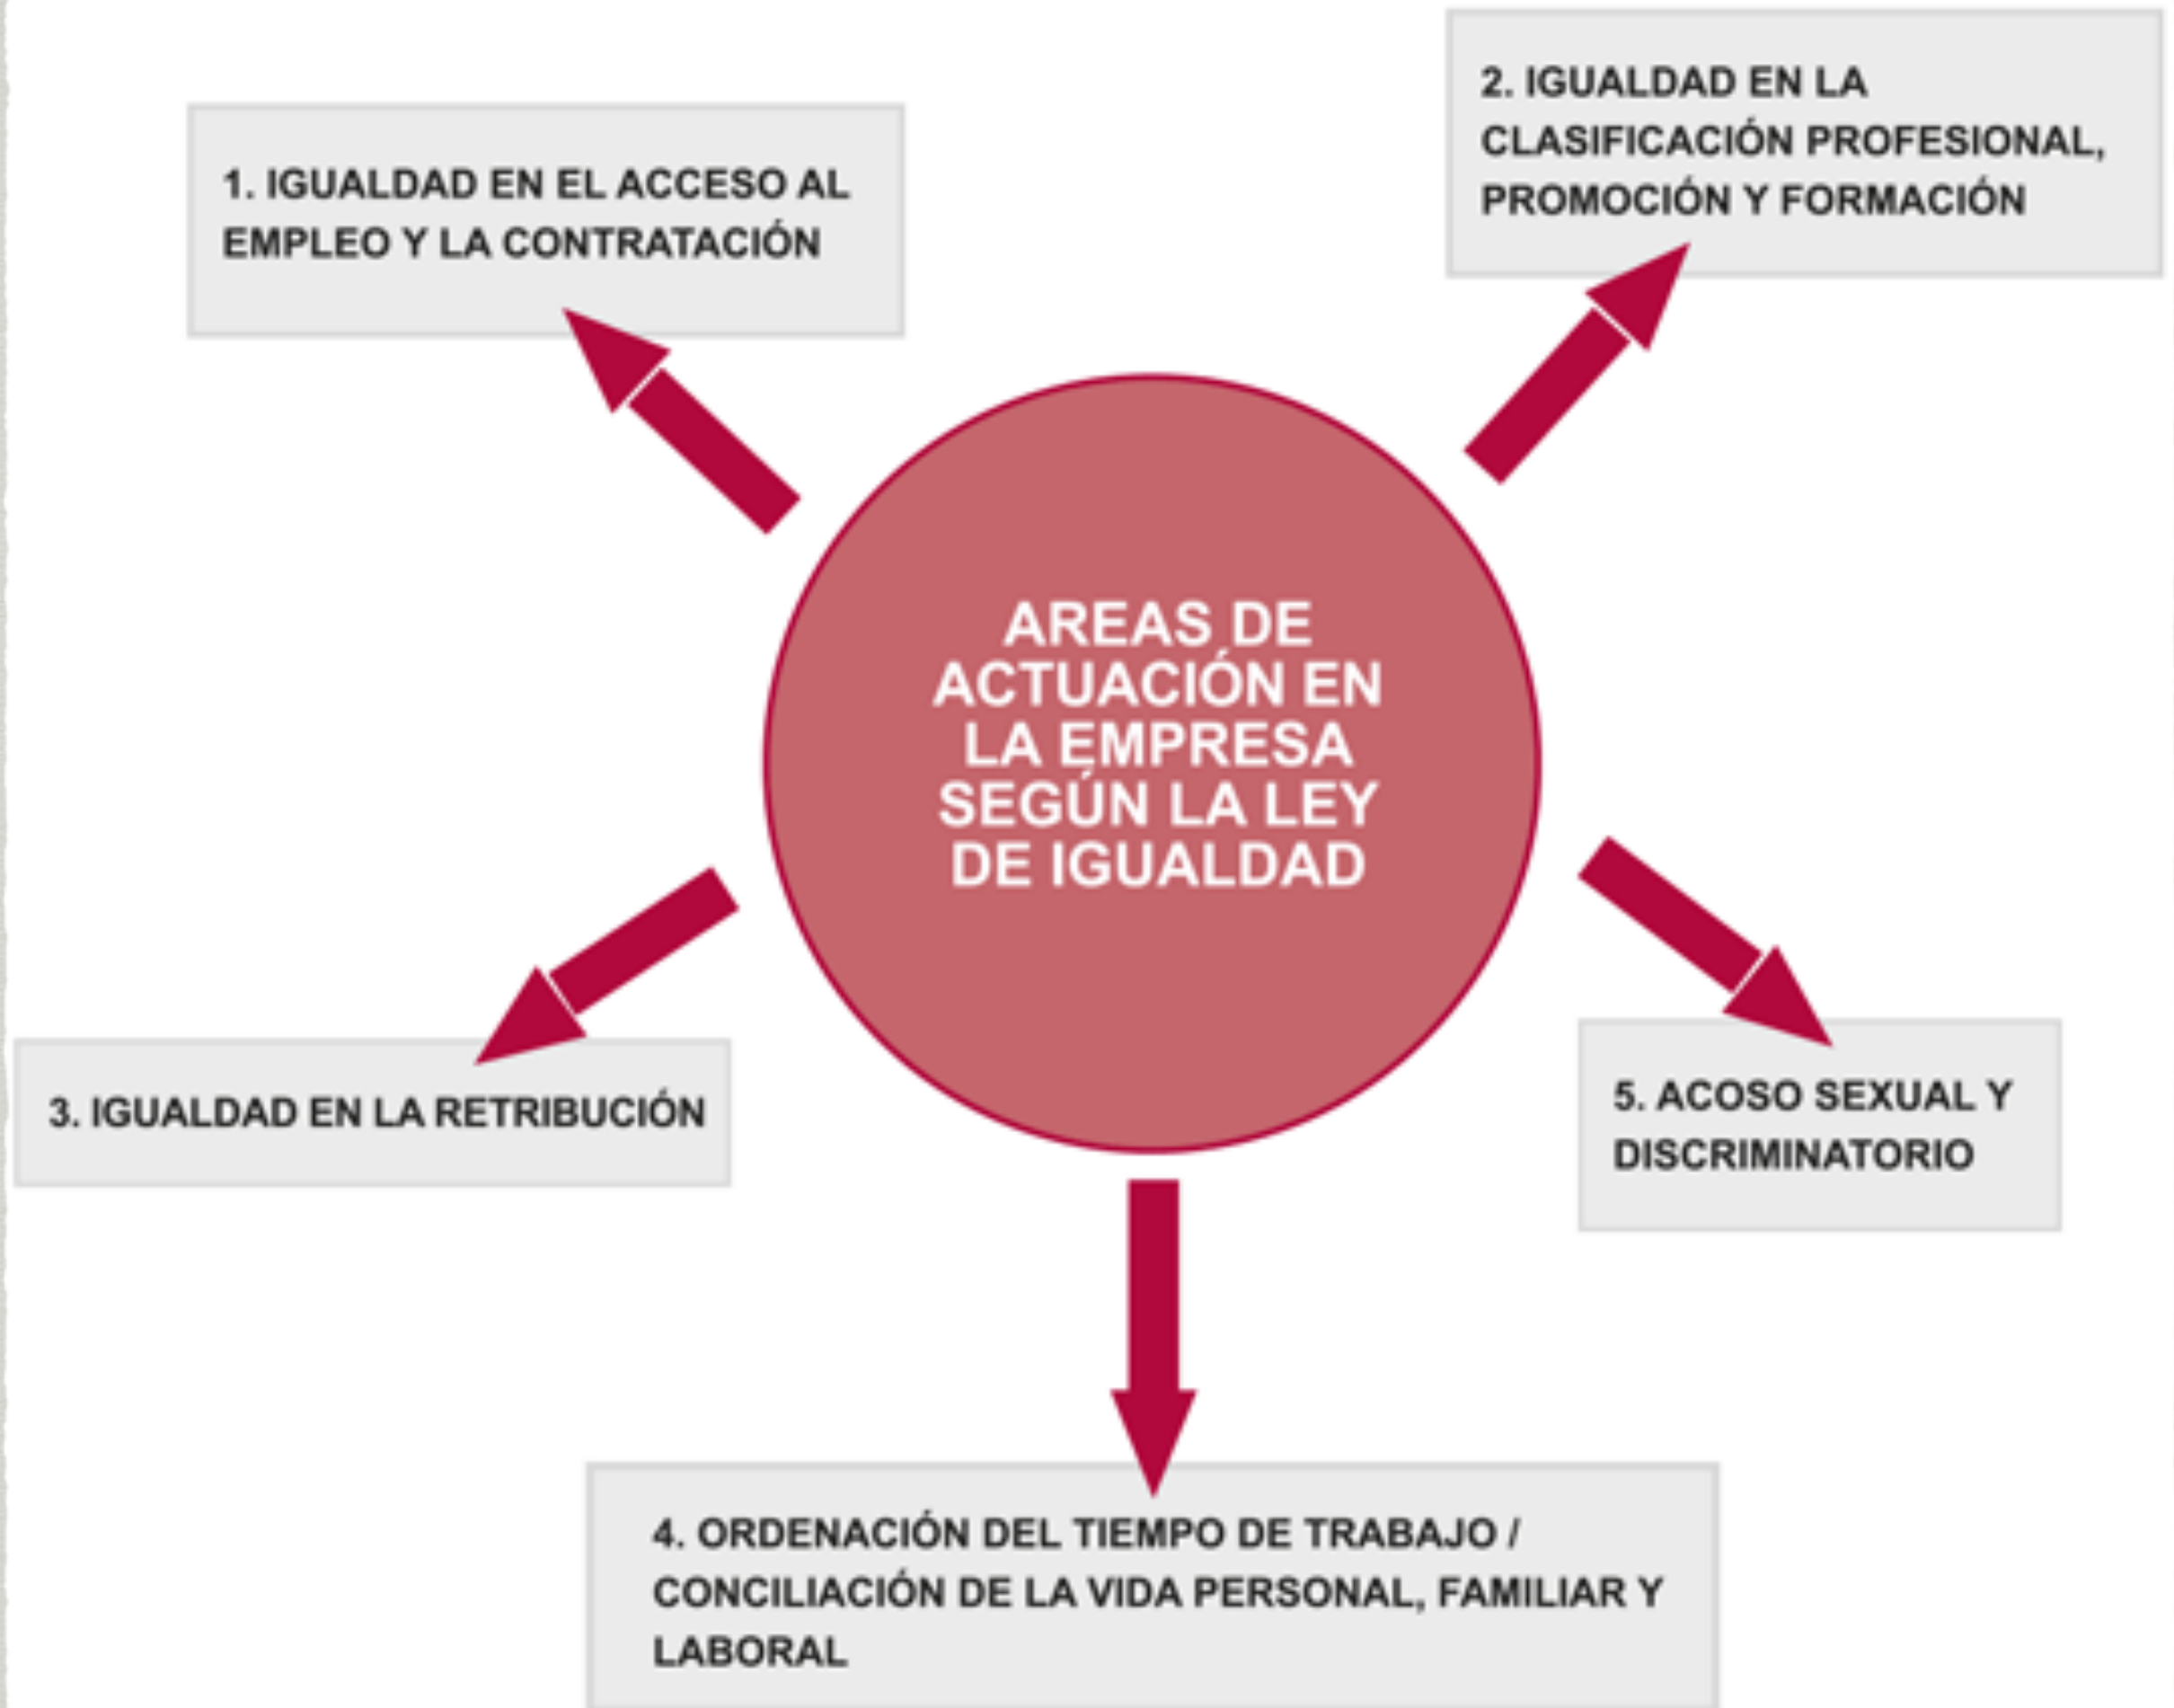 1. IGUALDAD EN EL ACCESO AL
EMPLEO Y LA CONTRATACIÓN
2. IGUALDAD EN LA
CLASIFICACIÓN PROFESIONAL,
PROMOCIÓN Y FORMACIÓN
AREAS DE
ACTUACIÓN EN
LA EMPRESA
SEGÚN LA LEY
DE IGUALDAD
3. IGUALDAD EN LA RETRIBUCIÓN
5. ACOSO SEXUAL Y
DISCRIMINATORIO
4. ORDENACIÓN DEL TIEMPO DE TRABAJO /
CONCILIACIÓN DE LA VIDA PERSONAL, FAMILIAR Y
LABORAL